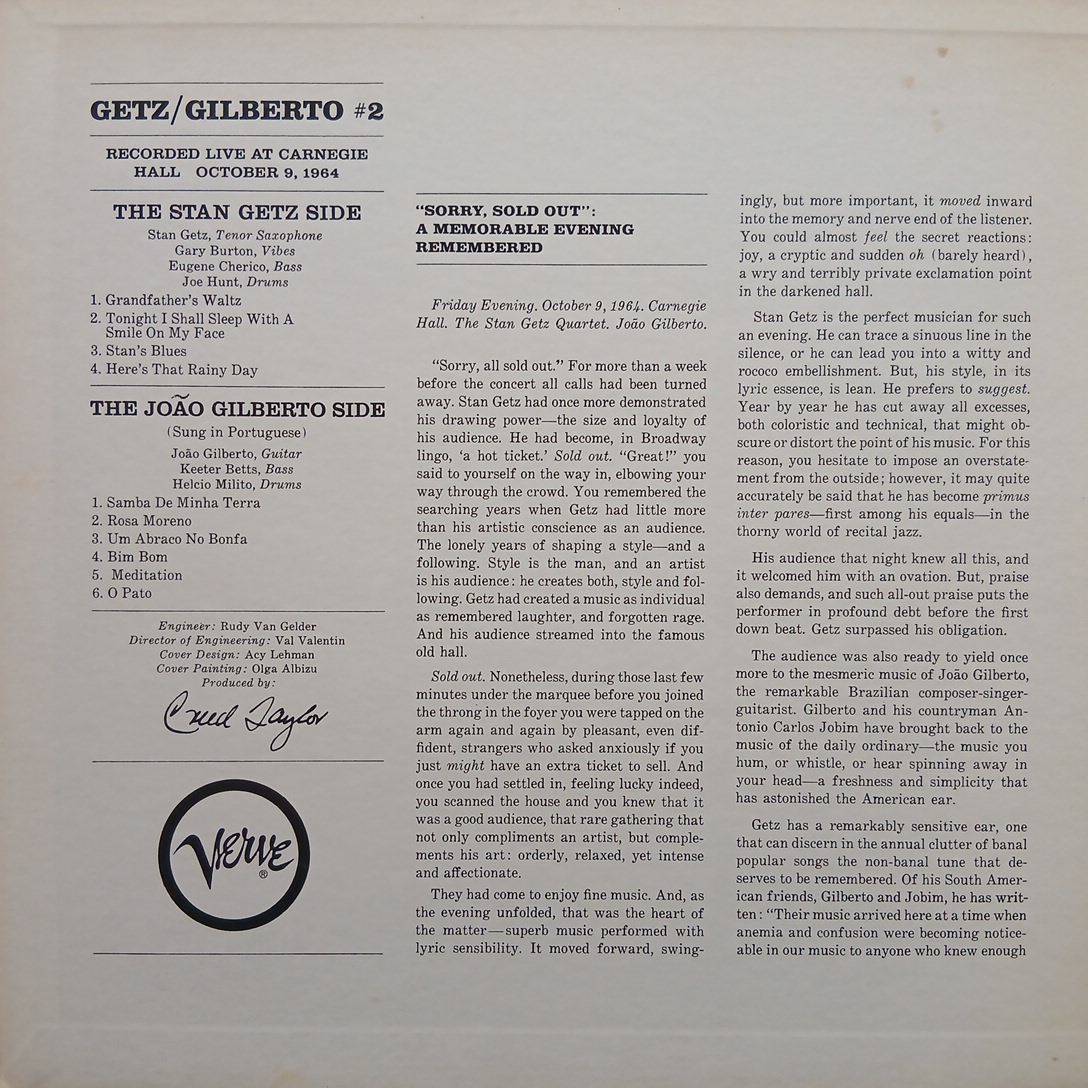 GETZ/GILBERTO #2
RECORDED LIVE AT CARNEGIE
HALL OCTOBER 9, 1964
THE STAN GETZ SIDE
Stan Getz, Tenor Saxophone
Gary Burton, Vibes
Eugene Cherico, Bass
Joe Hunt, Drums
1. Grandfather's Waltz
2. Tonight I Shall Sleep With A
Smile On My Face
3. Stan's Blues
4. Here's That Rainy Day
THE JOÃO GILBERTO SIDE
(Sung in Portuguese)
João Gilberto, Guitar
Keeter Betts, Bass
Helcio Milito, Drums
1. Samba De Minha Terra
2. Rosa Moreno
3. Um Abraco No Bonfa
4. Bim Bom
5. Meditation
6. O Pato
Engineer: Rudy Van Gelder
Director of Engineering: Val Valentin
Cover Design: Acy Lehman
Cover Painting: Olga Albizu
Produced by:
Creed Taylor
Verve
®
"SORRY, SOLD OUT":
A MEMORABLE EVENING
REMEMBERED
Friday Evening. October 9, 1964. Carnegie
Hall. The Stan Getz Quartet. João Gilberto.
"Sorry, all sold out." For more than a week
before the concert all calls had been turned
away. Stan Getz had once more demonstrated
his drawing power—the size and loyalty of
his audience. He had become, in Broadway
lingo, 'a hot ticket.' Sold out. "Great!" you
said to yourself on the way in, elbowing your
way through the crowd. You remembered the
searching years when Getz had little more
than his artistic conscience as an audience.
The lonely years of shaping a style—and a
following. Style is the man, and an artist
is his audience: he creates both, style and fol-
lowing. Getz had created a music as individual
as remembered laughter, and forgotten rage.
And his audience streamed into the famous
old hall.
Sold out. Nonetheless, during those last few
minutes under the marquee before you joined
the throng in the foyer you were tapped on the
arm again and again by pleasant, even dif-
fident, strangers who asked anxiously if you
just might have an extra ticket to sell. And
once you had settled in, feeling lucky indeed,
you scanned the house and you knew that it
was a good audience, that rare gathering that
not only compliments an artist, but comple-
ments his art: orderly, relaxed, yet intense
and affectionate.
They had come to enjoy fine music. And, as
the evening unfolded, that was the heart of
the matter—superb music performed with
lyric sensibility. It moved forward, swing-
ingly, but more important, it moved inward
into the memory and nerve end of the listener.
You could almost feel the secret reactions:
joy, a cryptic and sudden oh (barely heard),
a wry and terribly private exclamation point
in the darkened hall.
Stan Getz is the perfect musician for such
an evening. He can trace a sinuous line in the
silence, or he can lead you into a witty and
rococo embellishment. But, his style, in its
lyric essence, is lean. He prefers to suggest.
Year by year he has cut away all excesses,
both coloristic and technical, that might ob-
scure or distort the point of his music. For this
reason, you hesitate to impose an overstate-
ment from the outside; however, it may quite
accurately be said that he has become primus
inter pares—first among his equals—in the
thorny world of recital jazz.
His audience that night knew all this, and
it welcomed him with an ovation. But, praise
also demands, and such all-out praise puts the
performer in profound debt before the first
down beat. Getz surpassed his obligation.
The audience was also ready to yield once
more to the mesmeric music of João Gilberto,
the remarkable Brazilian composer-singer-
guitarist. Gilberto and his countryman An-
tonio Carlos Jobim have brought back to the
music of the daily ordinary—the music you
hum, or whistle, or hear spinning away in
your head—a freshness and simplicity that
has astonished the American ear.
Getz has a remarkably sensitive ear, one
that can discern in the annual clutter of banal
popular songs the non-banal tune that de-
serves to be remembered. Of his South Amer-
ican friends, Gilberto and Jobim, he has writ-
ten: "Their music arrived here at a time when
anemia and confusion were becoming notice-
able in our music to anyone who knew enough